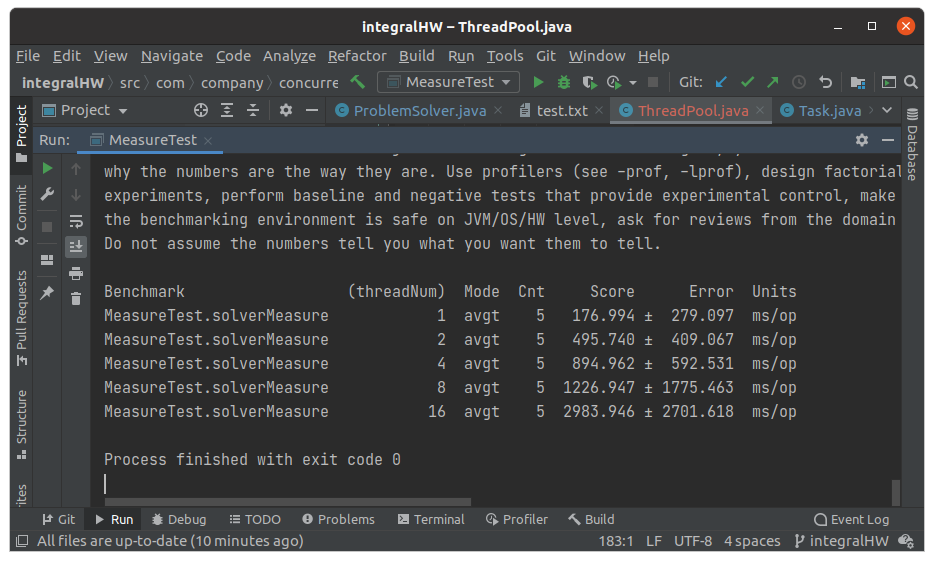 integralHW – ThreadPool.java
File Edit View Navigate Code Analyze Refactor Build Run Tools Git Window Help
integralHW src com company concurre MeasureTest Git:
Project ProblemSolver.java test.txt ThreadPool.java Task.java
Run: MeasureTest
why the numbers are the way they are. Use profilers (see -prof, -lprof), design factorial
experiments, perform baseline and negative tests that provide experimental control, make
the benchmarking environment is safe on JVM/OS/HW level, ask for reviews from the domain
Do not assume the numbers tell you what you want them to tell.
Benchmark (threadNum) Mode Cnt Score Error Units
MeasureTest.solverMeasure 1 avgt 5 176.994 ± 279.097 ms/op
MeasureTest.solverMeasure 2 avgt 5 495.740 ± 409.067 ms/op
MeasureTest.solverMeasure 4 avgt 5 894.962 ± 592.531 ms/op
MeasureTest.solverMeasure 8 avgt 5 1226.947 ± 1775.463 ms/op
MeasureTest.solverMeasure 16 avgt 5 2983.946 ± 2701.618 ms/op
Process finished with exit code 0
Project
Commit
Pull Requests
Structure
rites
Database
Git Run Debug TODO Problems Terminal Profiler Build Event Log
All files are up-to-date (10 minutes ago) 183:1 LF UTF-8 4 spaces integralHW